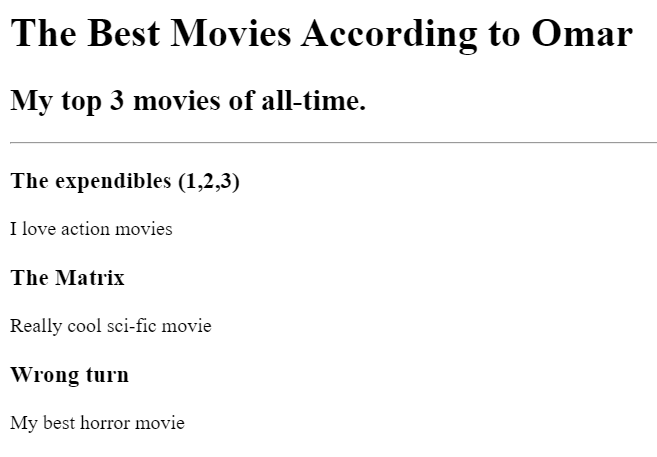 The Best Movies According to Omar
My top 3 movies of all-time.
The expendibles (1,2,3)
I love action movies
The Matrix
Really cool sci-fic movie
Wrong turn
My best horror movie